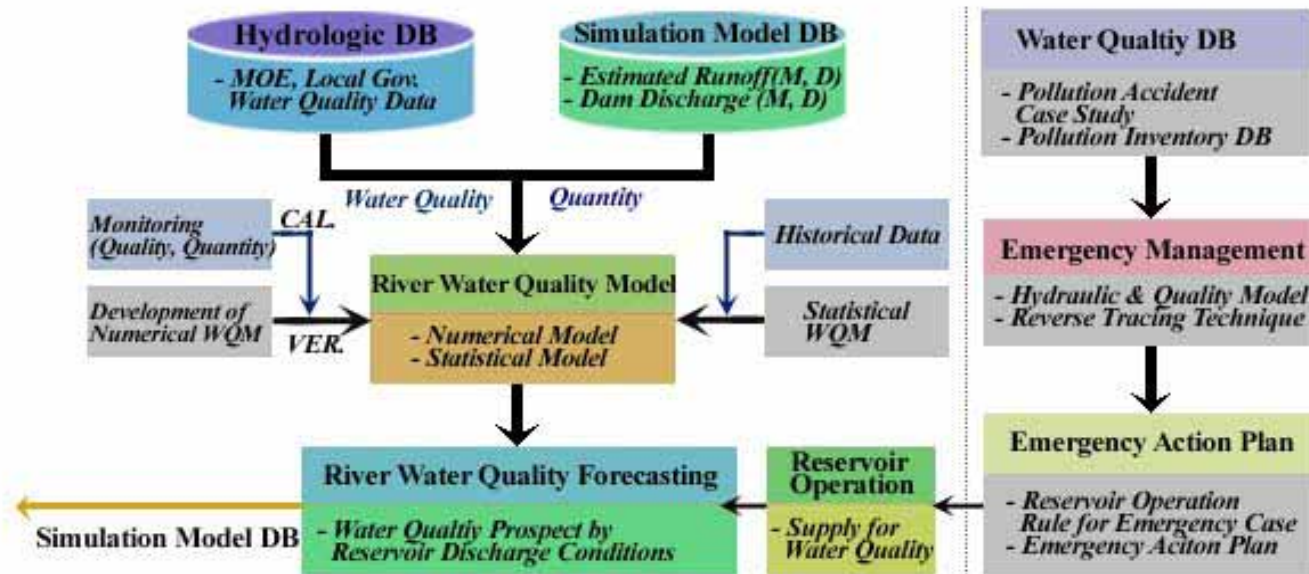 Hydrologic DB
- MOE, Local Gov.
Water Quality Data
Simulation Model DB
- Estimated Runoff(M, D)
- Dam Discharge (M, D)
Water Quality
Quantity
Monitoring
(Quality, Quantity)
CAL.
Development of
Numerical WQM
VER.
River Water Quality Model
- Numerical Model
- Statistical Model
Historical Data
Statistical
WQM
River Water Quality Forecasting
- Water Qualtiy Prospect by
Reservoir Discharge Conditions
Simulation Model DB
Reservoir
Operation
- Supply for
Water Quality
Water Qualtiy DB
- Pollution Accident
Case Study
- Pollution Inventory DB
Emergency Management
- Hydraulic & Quality Model
- Reverse Tracing Technique
Emergency Action Plan
- Reservoir Operation
Rule for Emergency Case
- Emergency Aciton Plan